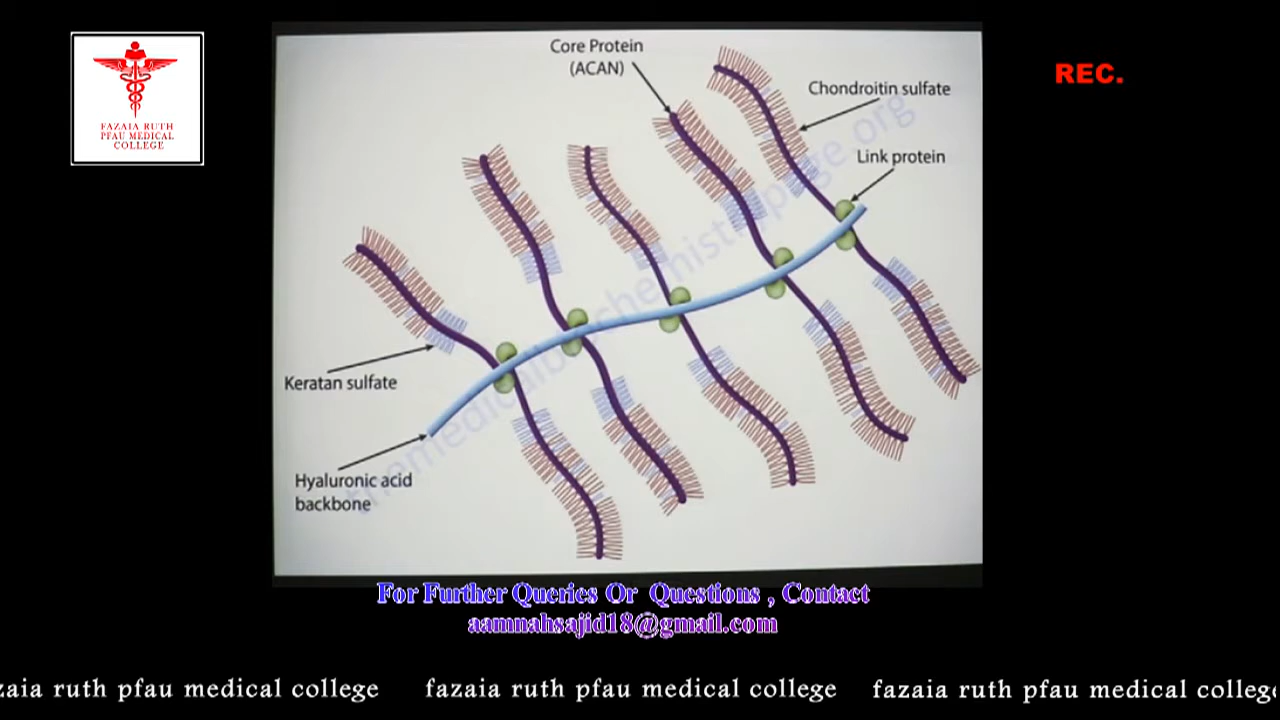 FAZAIA RUTH
PFAU MEDICAL
COLLEGE
REC.
Core Protein
(ACAN)
Chondroitin sulfate
Link protein
Keratan sulfate
Hyaluronic acid
backbone
themedicalbiochemistrypage.org
For Further Queries Or Questions , Contact
aamnahsajid18@gmail.com
zaia ruth pfau medical college fazaia ruth pfau medical college fazaia ruth pfau medical college